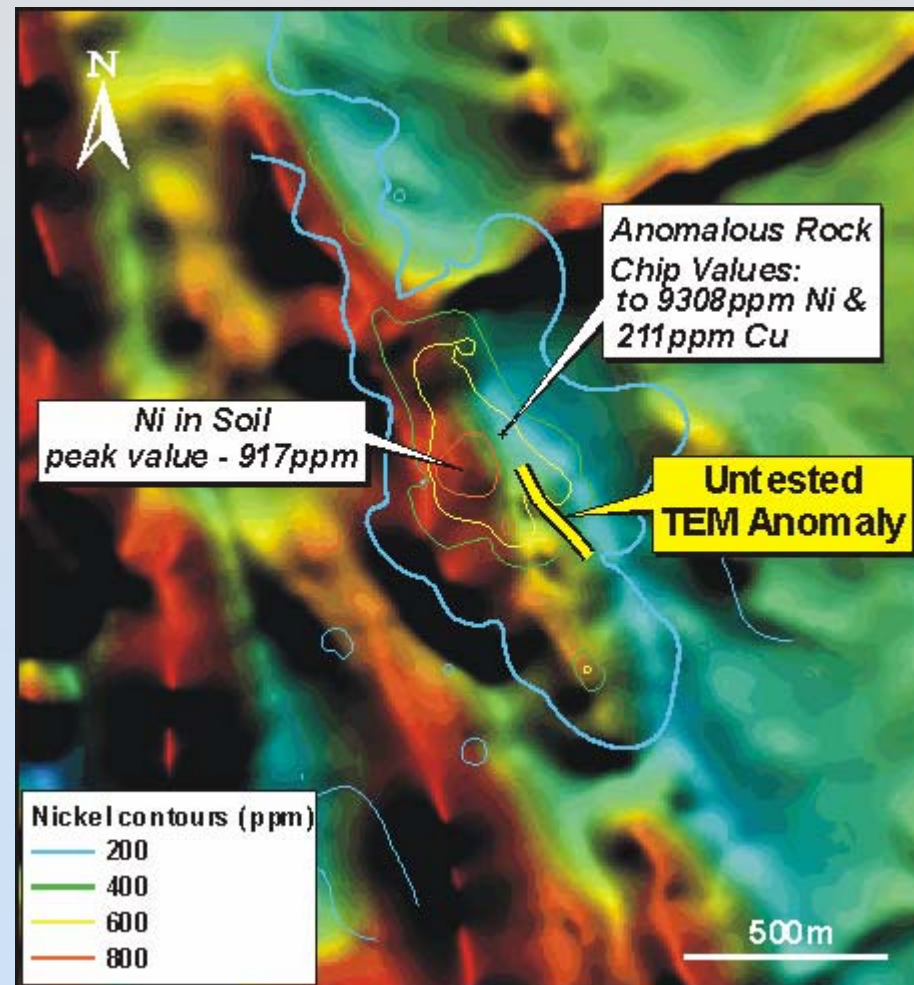 N
Anomalous Rock
Chip Values:
to 9308ppm Ni &
211ppm Cu
Ni in Soil
peak value - 917ppm
Untested
TEM Anomaly
Nickel contours (ppm)
200
400
600
800
500m